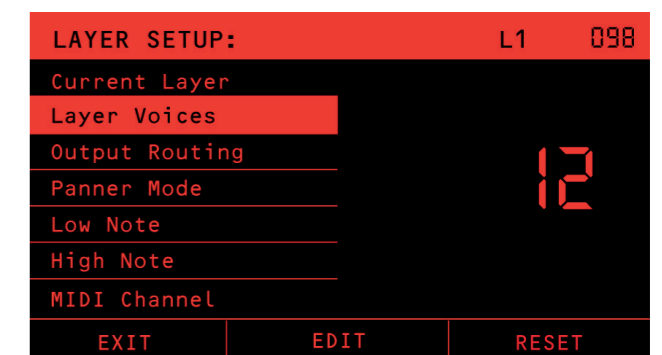 LAYER SETUP: L1 098
Current Layer
Layer Voices
Output Routing
Panner Mode
Low Note
High Note
MIDI Channel
12
EXIT EDIT RESET